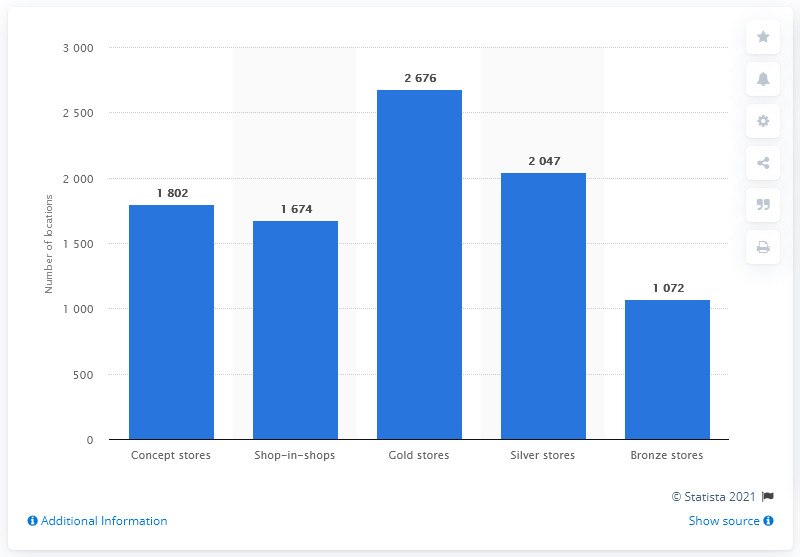 3 000
2 500
2 000
1 500
1 000
500
0
Number of locations
1 802
1 674
2 676
2 047
1 072
Concept stores
Shop-in-shops
Gold stores
Silver stores
Bronze stores
© Statista 2021
Additional Information
Show source